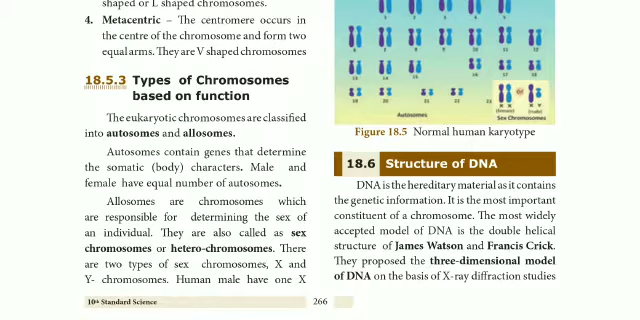 shaped or L shaped chromosomes.
4. Metacentric – The centromere occurs in
the centre of the chromosome and form two
equal arms. They are V shaped chromosomes
18.5.3 Types of Chromosomes
based on function
The eukaryotic chromosomes are classified
into autosomes and allosomes.
Autosomes contain genes that determine
the somatic (body) characters. Male and
female have equal number of autosomes.
Allosomes are chromosomes which
are responsible for determining the sex of
an individual. They are also called as sex
chromosomes or hetero-chromosomes. There
are two types of sex chromosomes, X and
Y- chromosomes. Human male have one X
Autosomes
Sex Chromosomes
(female) (male)
or
Figure 18.5 Normal human karyotype
18.6 Structure of DNA
DNA is the hereditary material as it contains
the genetic information. It is the most important
constituent of a chromosome. The most widely
accepted model of DNA is the double helical
structure of James Watson and Francis Crick.
They proposed the three-dimensional model
of DNA on the basis of X-ray diffraction studies
10th Standard Science
266